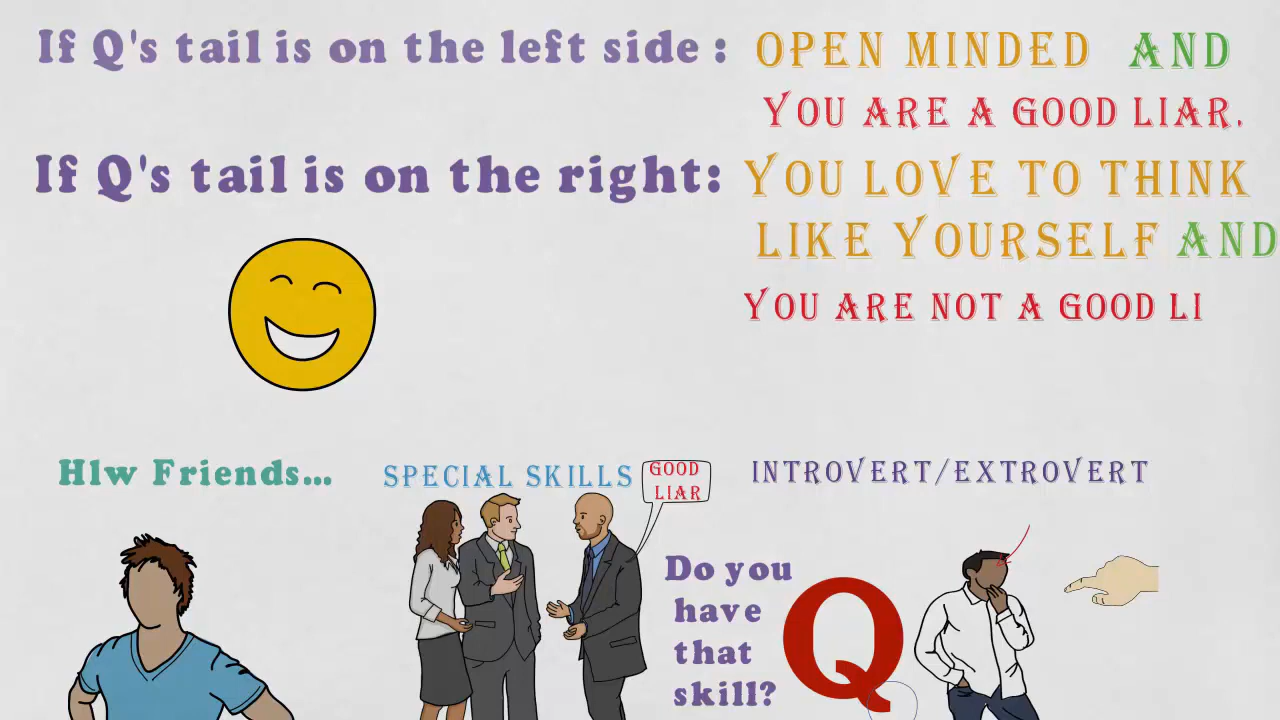 If Q's tail is on the left side : OPEN MINDED AND
YOU ARE A GOOD LIAR.
If Q's tail is on the right: YOU LOVE TO THINK
LIKE YOURSELF AND
YOU ARE NOT A GOOD LI
Hlw Friends...
SPECIAL SKILLS
GOOD
LIAR
INTROVERT/EXTROVERT
Do you
have
that
skill?
Q